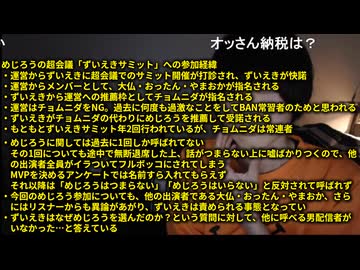 オッさん納税は？
い
めじろうの超会議「ずいえきサミット」への参加経緯
・運営からずいえきに超会議でのサミット開催が打診され、ずいえきが快諾
・運営からメンバーとして、大仏・おったん・やまおかが指名される
・ずいえきから運営への推薦枠としてチョムニダが指名される
・運営はチョムニダをNG。過去に何度も過激なことをしてBAN常習者のためと思われる
・ずいえきがチョムニダの代わりにめじろうを推薦して受諾される
・もともとずいえきサミット年2回行われているが、チョムニダは常連者
・めじろうに関しては過去に1回しか呼ばれてない
その1回についても途中で無断退席した上、話がつまらない上に嘘ばかりつくので、他
の出演者全員がイラついてフルボッコにされてしまう
MVPを決めるアンケートでは名前すら入れてもらえず
・それ以降は「めじろうはつまらない」「めじろうはいらない」と反対されて呼ばれず
・今回のめじろう参加についても、他の出演者である大仏・おったん・やまおか、さら
にはリスナーからも異論があがり、ずいえきは責められる事態となってい
・ずいえきはなぜめじろうを選んだのか？という質問に対して、他に呼べる男配信者が
いなかった…と答えている